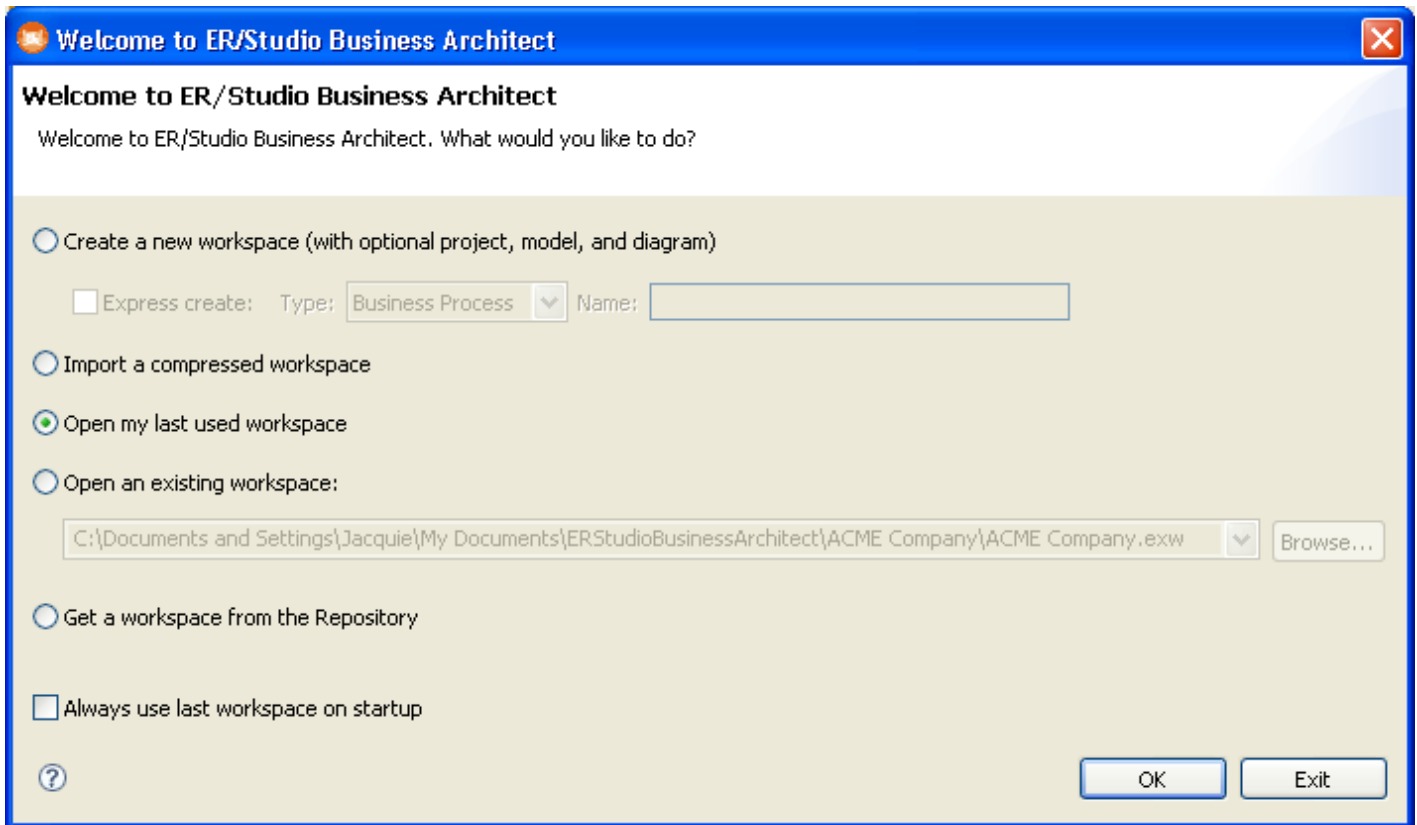 Welcome to ER/Studio Business Architect
Welcome to ER/Studio Business Architect
Welcome to ER/Studio Business Architect. What would you like to do?
Create a new workspace (with optional project, model, and diagram)
Express create: Type: Business Process Name:
Import a compressed workspace
Open my last used workspace
Open an existing workspace:
C:\Documents and Settings\Jacquie\My Documents\ERStudioBusinessArchitect\ACME Company\ACME Company.exw Browse...
Get a workspace from the Repository
Always use last workspace on startup
? OK Exit